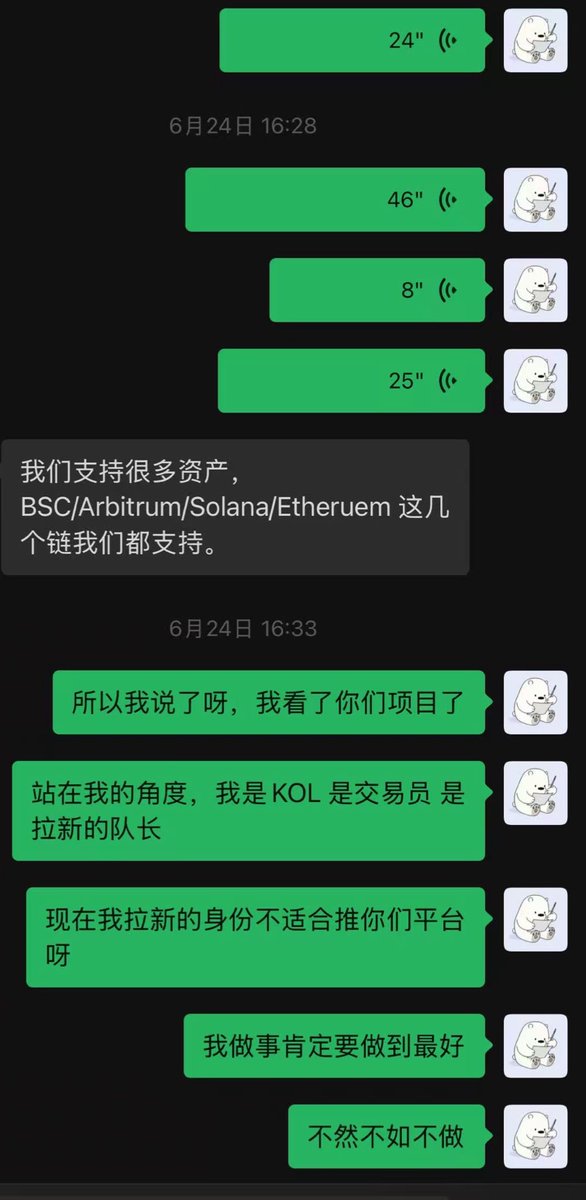 24"
6月24日 16:28
46"
8"
25"
我们支持很多资产，
BSC/Arbitrum/Solana/Etheruem 这几
个链我们都支持。
6月24日 16:33
所以我说了呀，我看了你们项目了
站在我的角度，我是KOL 是交易员 是
拉新的队长
现在我拉新的身份不适合推你们平台
呀
我做事肯定要做到最好
不然不如不做